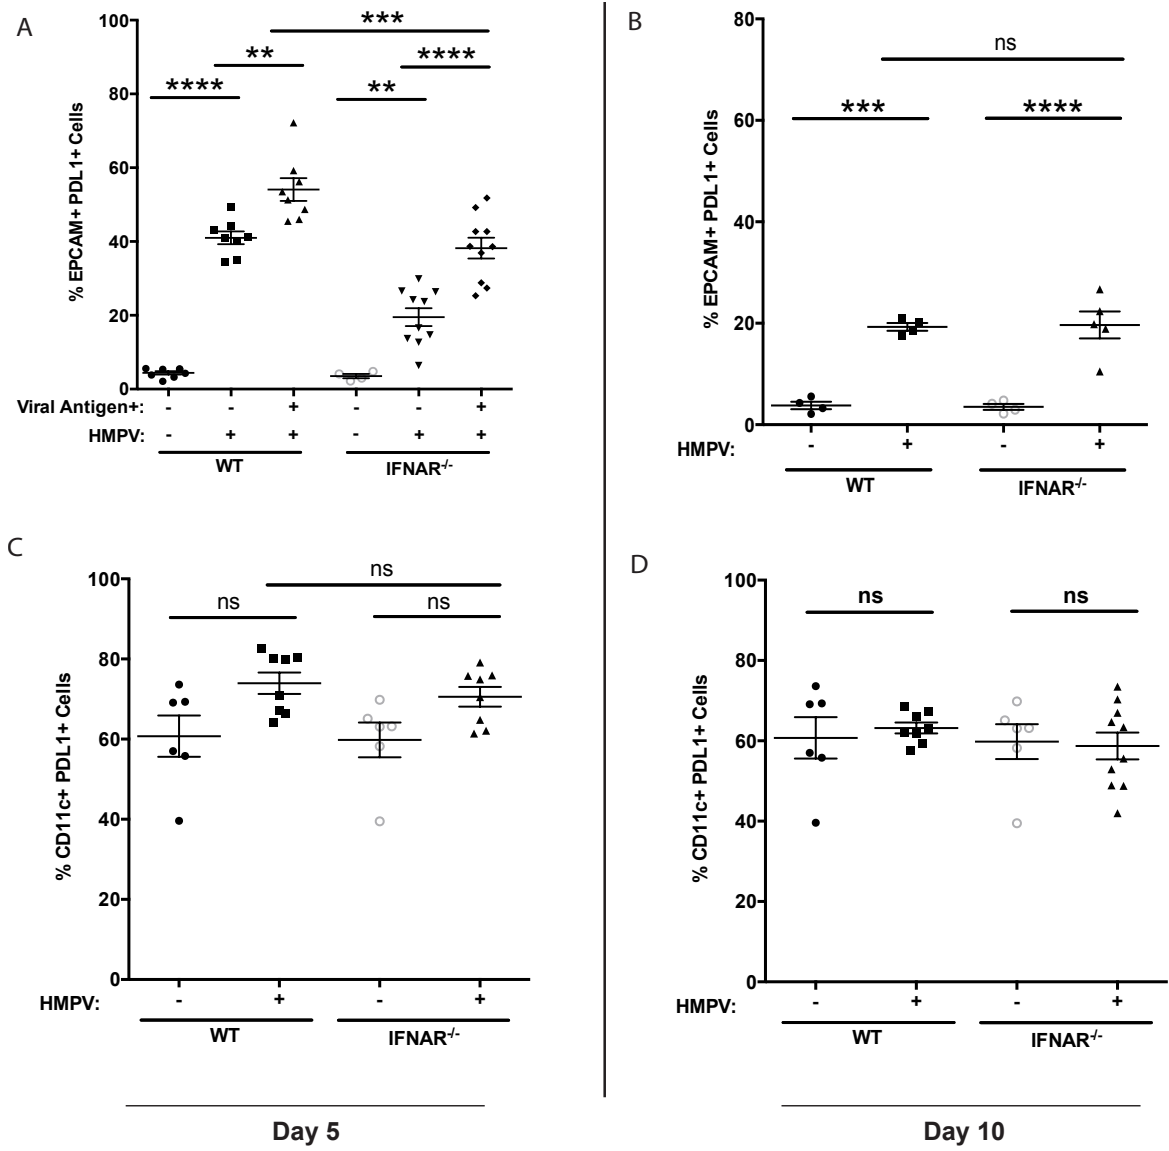 A
% EPCAM+ PDL1+ Cells
100
80
60
40
20
0
****
**
***
**
****
Viral Antigen+: - - + - - +
HMPV: - + + - + +
WT IFNAR-/-
B
% EPCAM+ PDL1+ Cells
80
60
40
20
0
ns
***
****
HMPV: - + - +
WT IFNAR-/-
C
% CD11c+ PDL1+ Cells
100
80
60
40
20
0
ns
ns
ns
HMPV: - + - +
WT IFNAR-/-
D
% CD11c+ PDL1+ Cells
100
80
60
40
20
0
ns
ns
HMPV: - + - +
WT IFNAR-/-
Day 5
Day 10